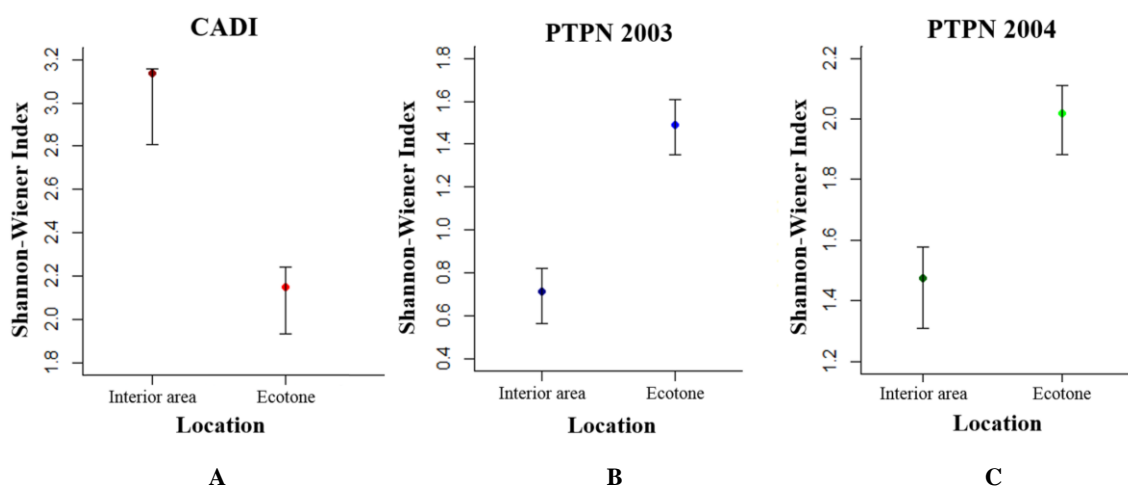 CADI
Shannon-Wiener Index
3.2
3.0
2.8
2.6
2.4
2.2
2.0
1.8
Interior area
Ecotone
Location
A
PTPN 2003
Shannon-Wiener Index
1.8
1.6
1.4
1.2
1.0
0.8
0.6
0.4
Interior area
Ecotone
Location
B
PTPN 2004
Shannon-Wiener Index
2.2
2.0
1.8
1.6
1.4
1.2
Interior area
Ecotone
Location
C